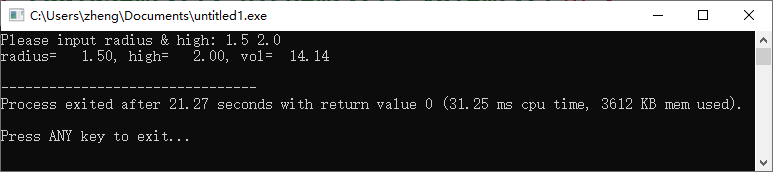 C:\Users\zheng\Documents\untitled1.exe
Please input radius & high: 1.5 2.0
radius=   1.50, high=   2.00, vol=  14.14
--------------------------------
Process exited after 21.27 seconds with return value 0 (31.25 ms cpu time, 3612 KB mem used).
Press ANY key to exit...